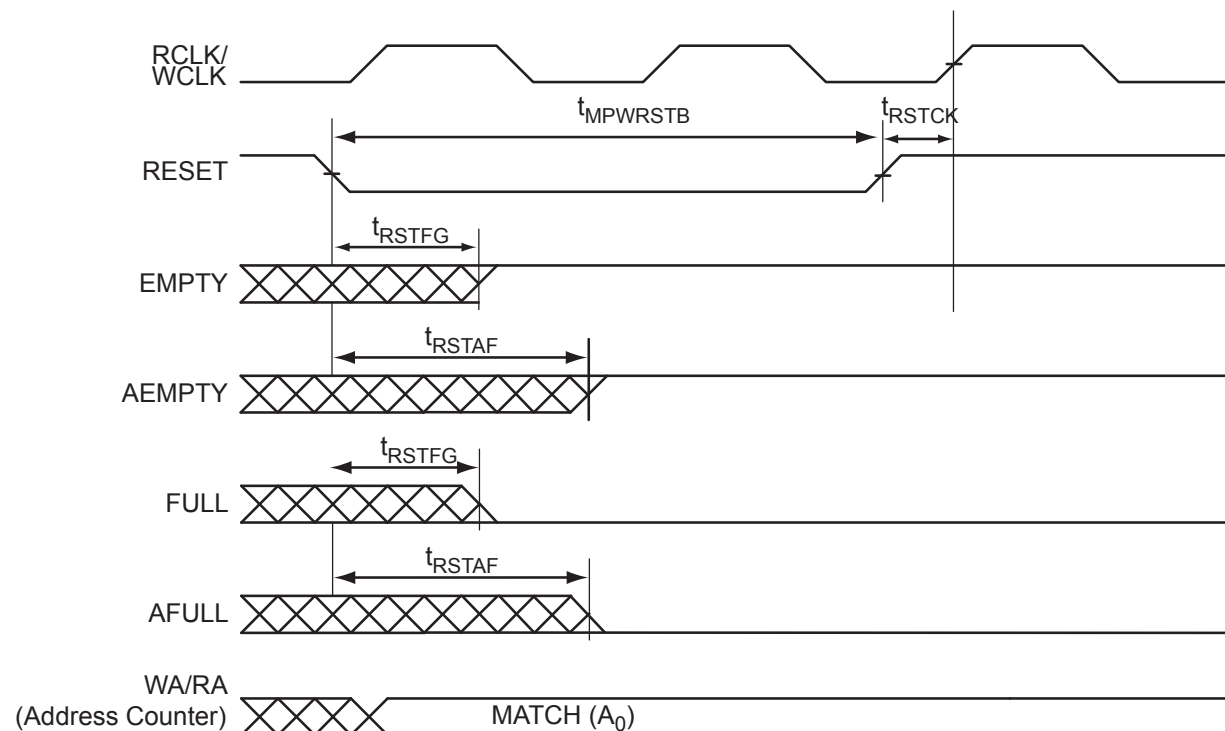 RCLK/
WCLK
tMPWRSTB
tRSTCK
RESET
tRSTFG
EMPTY
tRSTAF
AEMPTY
tRSTFG
FULL
tRSTAF
AFULL
WA/RA
(Address Counter)
MATCH (A0)